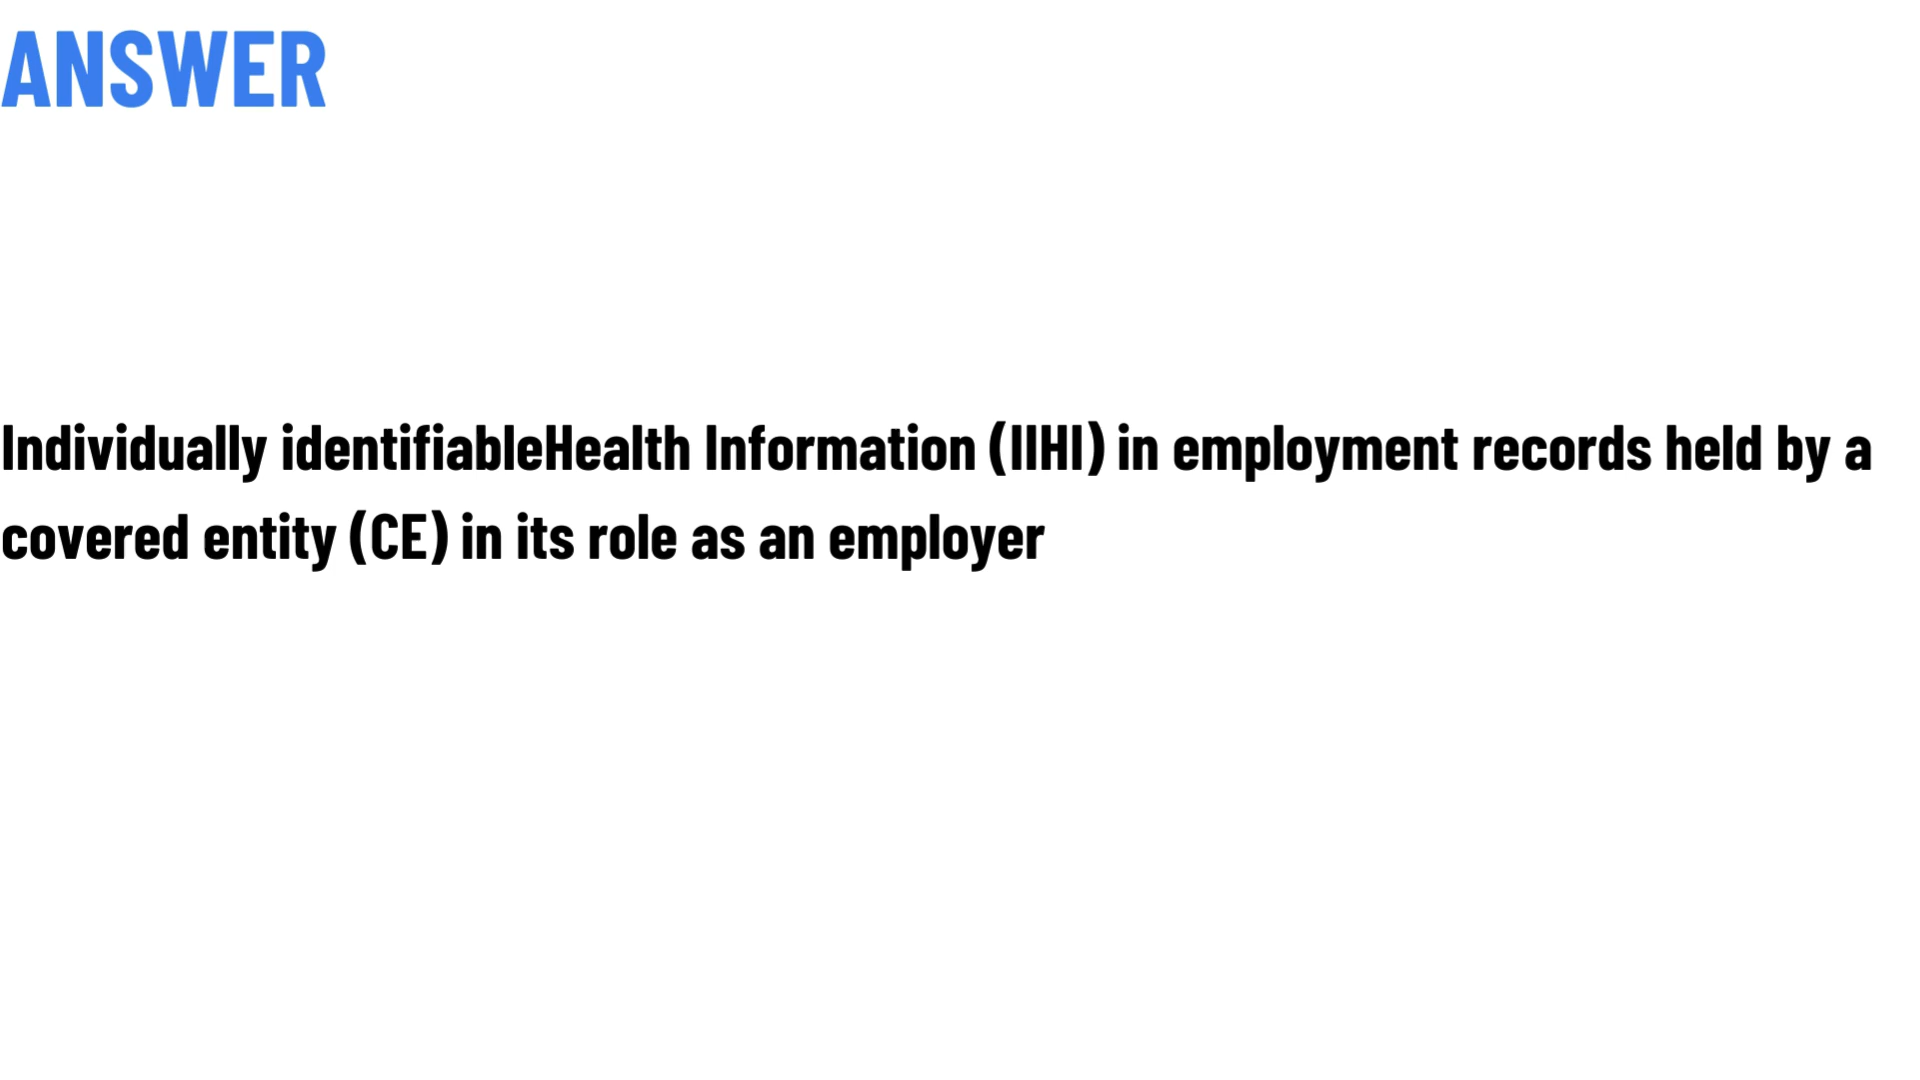 ANSWER
Individually identifiableHealth Information (IIHI) in employment records held by a
covered entity (CE) in its role as an employer